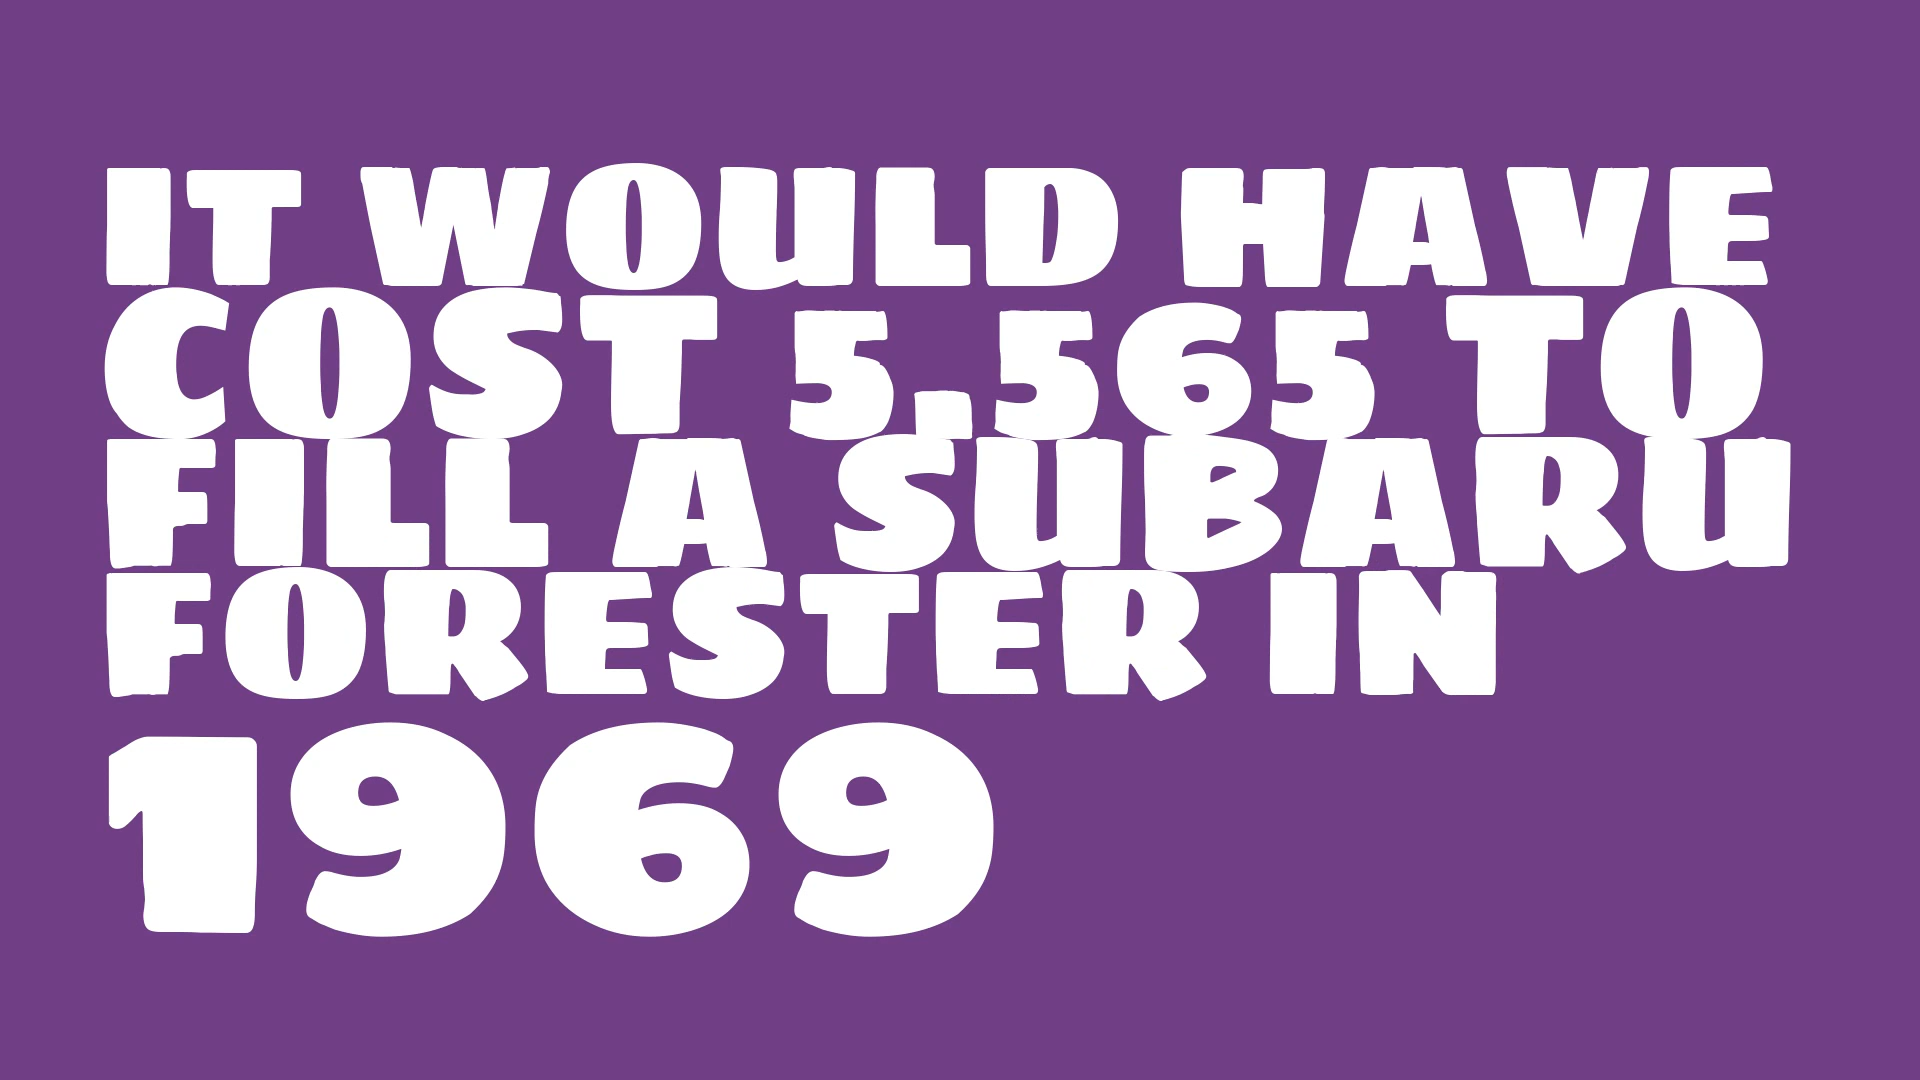 IT WOULD HAVE
COST 5.565 TO
FILL A SUBARU
FORESTER IN
1969